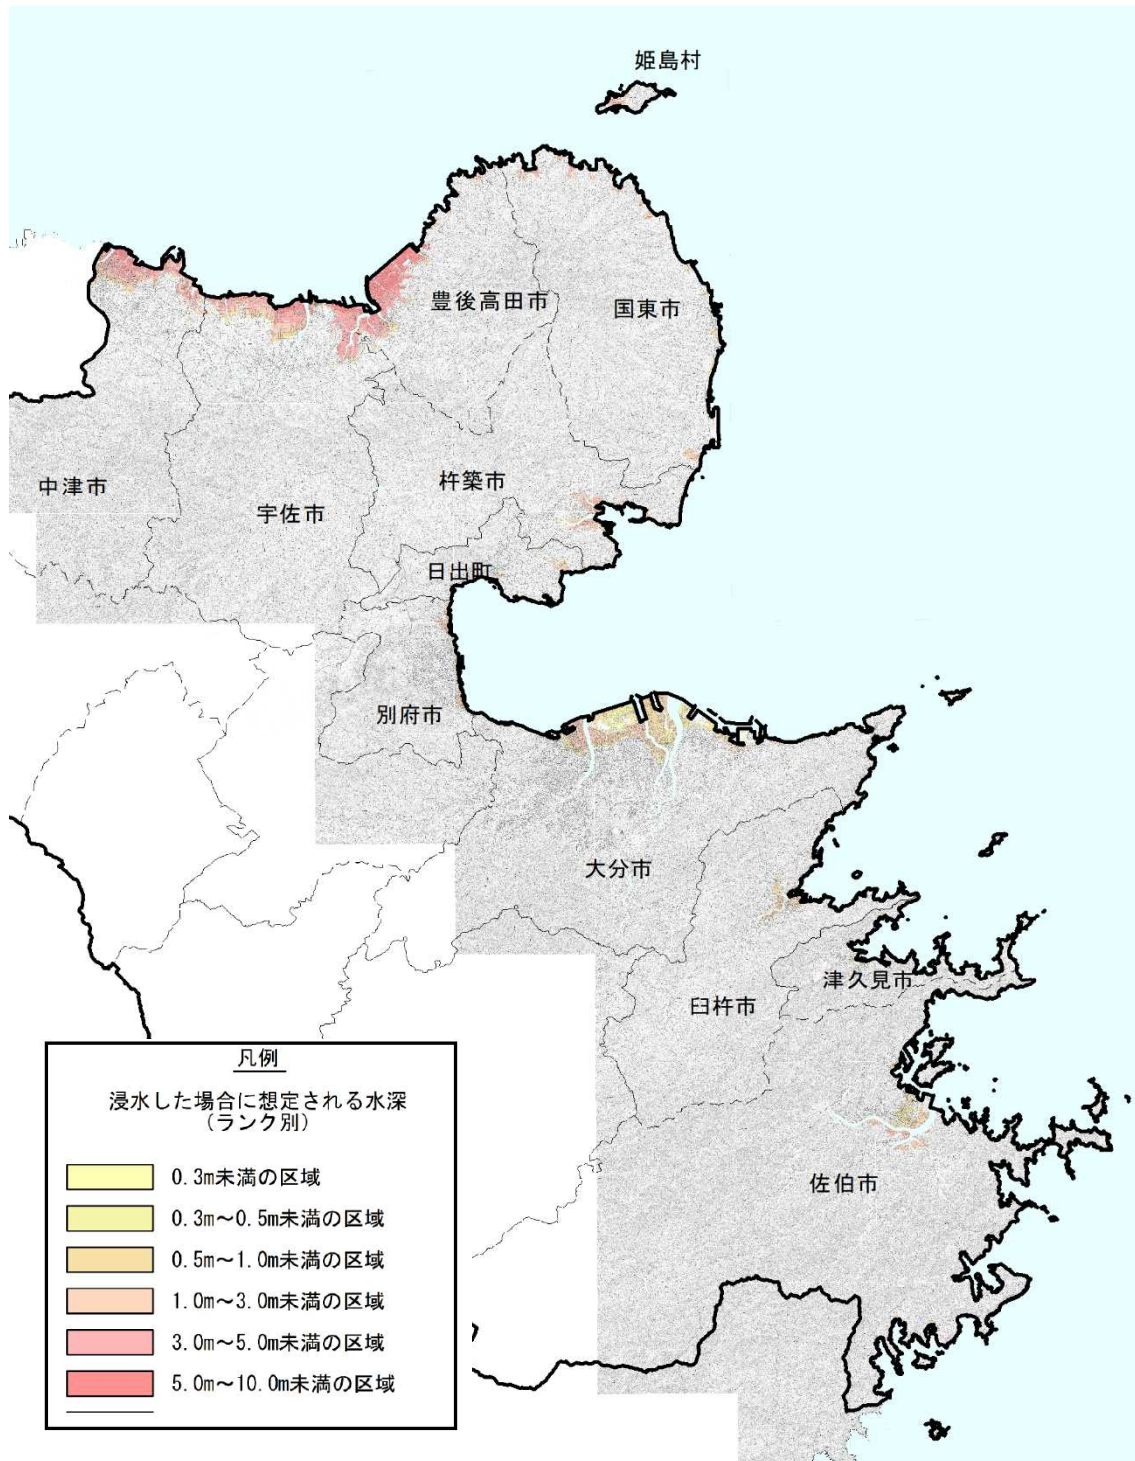 姫島村
豊後高田市
国東市
杵築市
中津市
宇佐市
日出町
別府市
大分市
津久見市
臼杵市
佐伯市
凡例
浸水した場合に想定される水深
(ランク別)
0.3m未満の区域
0.3m～0.5m未満の区域
0.5m～1.0m未満の区域
1.0m～3.0m未満の区域
3.0m～5.0m未満の区域
5.0m～10.0m未満の区域